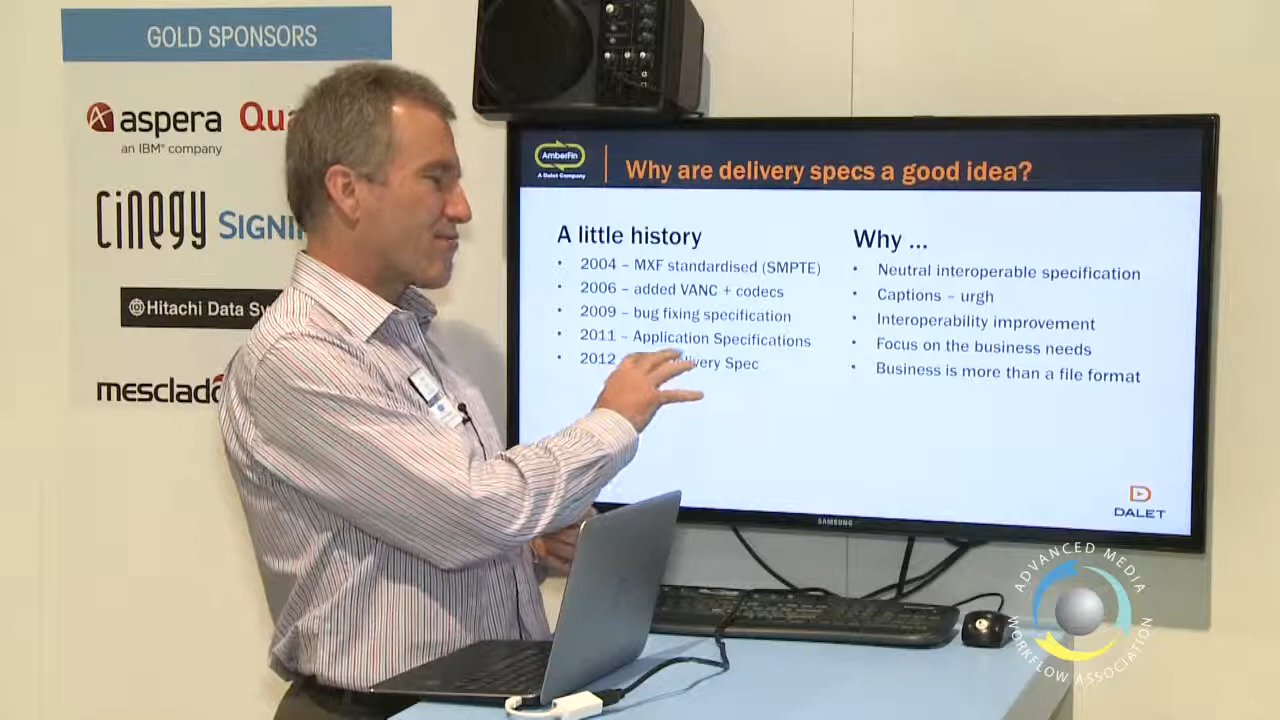 GOLD SPONSORS
aspera
an IBM® company
Qua
cinegy
SIGNI
Hitachi Data Sy
mesclado
AmberFin
A Dalet Company
Why are delivery specs a good idea?
A little history
• 2004 – MXF standardised (SMPTE)
• 2006 – added VANC + codecs
• 2009 – bug fixing specification
• 2011 – Application Specifications
• 2012 livery Spec
Why ...
• Neutral interoperable specification
• Captions – urgh
• Interoperability improvement
• Focus on the business needs
• Business is more than a file format
DALET
SAMSUNG
ADVANCED MEDIA
WORKFLOW ASSOCIATION